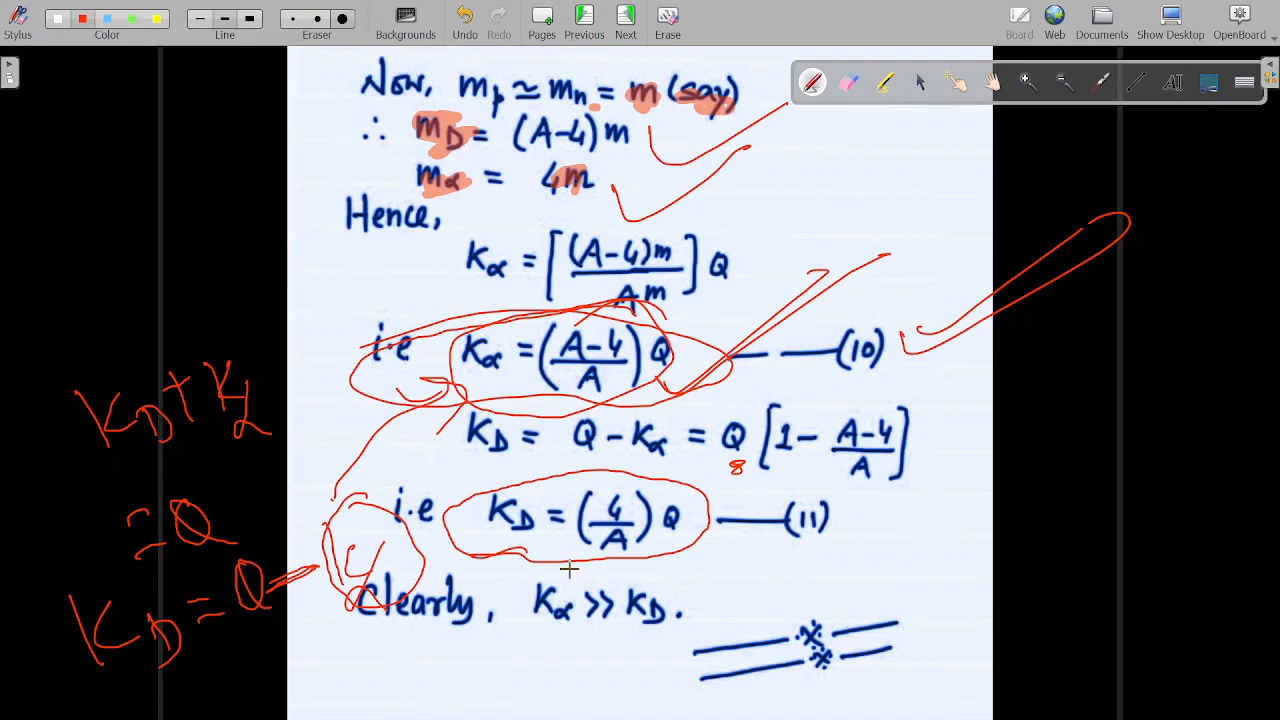 Stylus Color Line Eraser Backgrounds Undo Redo Pages Previous Next Erase Board Web Documents Show Desktop OpenBoard
Now, mp ≃ mn = m (say)
∴ mD = (A-4)m
mα = 4m
Hence,
Kα = [(A-4)m / Am] Q
i.e Kα = (A-4 / A) Q —— (10)
KD = Q - Kα = Q [1 - A-4 / A]
8
i.e KD = (4/A) Q —— (11)
Clearly, Kα >> KD.
KD + Kα
= Q
KD = Q -